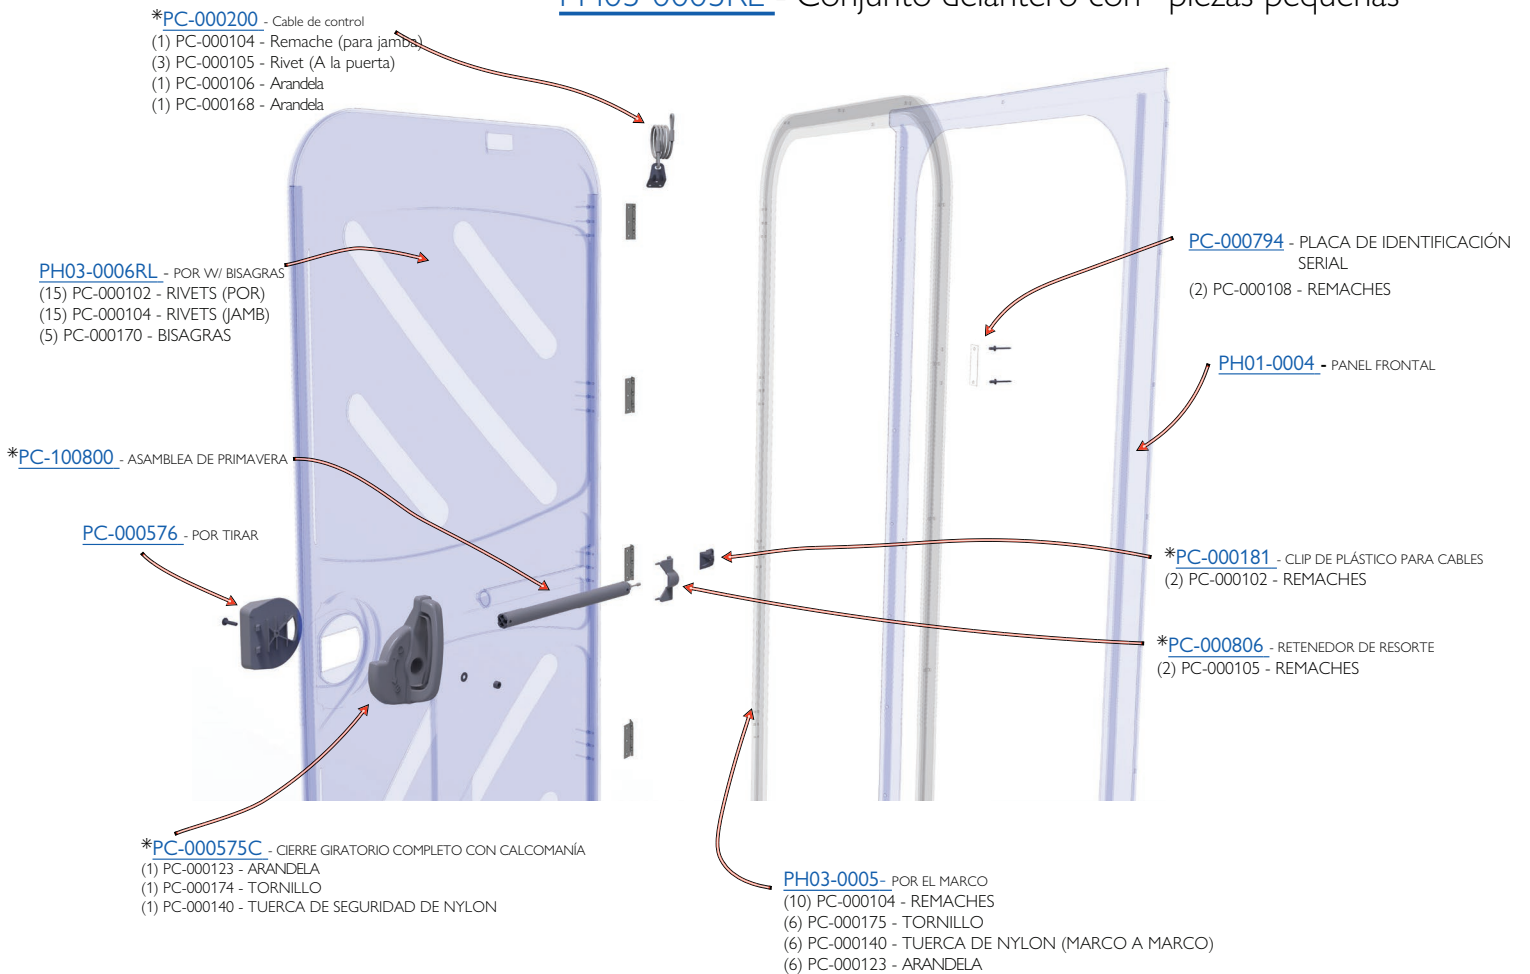 PH03-0005RL - Conjunto delantero con * piezas pequeñas
*PC-000200 - Cable de control
(1) PC-000104 - Remache (para jamba)
(3) PC-000105 - Rivet (A la puerta)
(1) PC-000106 - Arandela
(1) PC-000168 - Arandela
PH03-0006RL - POR W/ BISAGRAS
(15) PC-000102 - RIVETS (POR)
(15) PC-000104 - RIVETS (JAMB)
(5) PC-000170 - BISAGRAS
*PC-100800 - ASAMBLEA DE PRIMAVERA
PC-000576 - POR TIRAR
*PC-000575C - CIERRE GIRATORIO COMPLETO CON CALCOMANÍA
(1) PC-000123 - ARANDELA
(1) PC-000174 - TORNILLO
(1) PC-000140 - TUERCA DE SEGURIDAD DE NYLON
PC-000794 - PLACA DE IDENTIFICACIÓN
SERIAL
(2) PC-000108 - REMACHES
PH01-0004 - PANEL FRONTAL
*PC-000181 - CLIP DE PLÁSTICO PARA CABLES
(2) PC-000102 - REMACHES
*PC-000806 - RETENEDOR DE RESORTE
(2) PC-000105 - REMACHES
PH03-0005- POR EL MARCO
(10) PC-000104 - REMACHES
(6) PC-000175 - TORNILLO
(6) PC-000140 - TUERCA DE NYLON (MARCO A MARCO)
(6) PC-000123 - ARANDELA